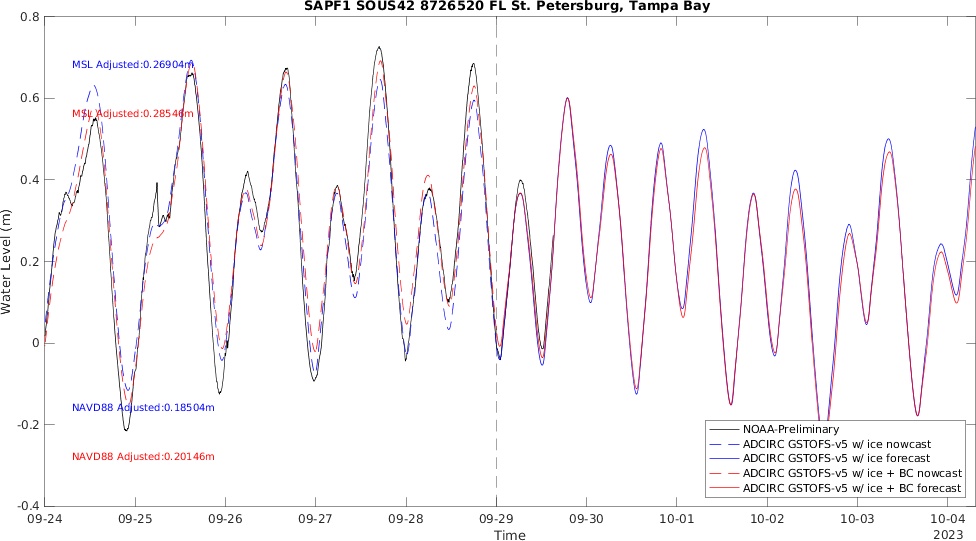 SAPF1 SOUS42 8726520 FL St. Petersburg, Tampa Bay
0.8
0.6
0.4
0.2
0
-0.2
-0.4
Water Level (m)
MSL Adjusted:0.26904m
MSL Adjusted:0.28546m
NAVD88 Adjusted:0.18504m
NAVD88 Adjusted:0.20146m
NOAA-Preliminary
ADCIRC GSTOFS-v5 w/ ice nowcast
ADCIRC GSTOFS-v5 w/ ice forecast
ADCIRC GSTOFS-v5 w/ ice + BC nowcast
ADCIRC GSTOFS-v5 w/ ice + BC forecast
09-24 09-25 09-26 09-27 09-28 09-29 09-30 10-01 10-02 10-03 10-04
Time
2023